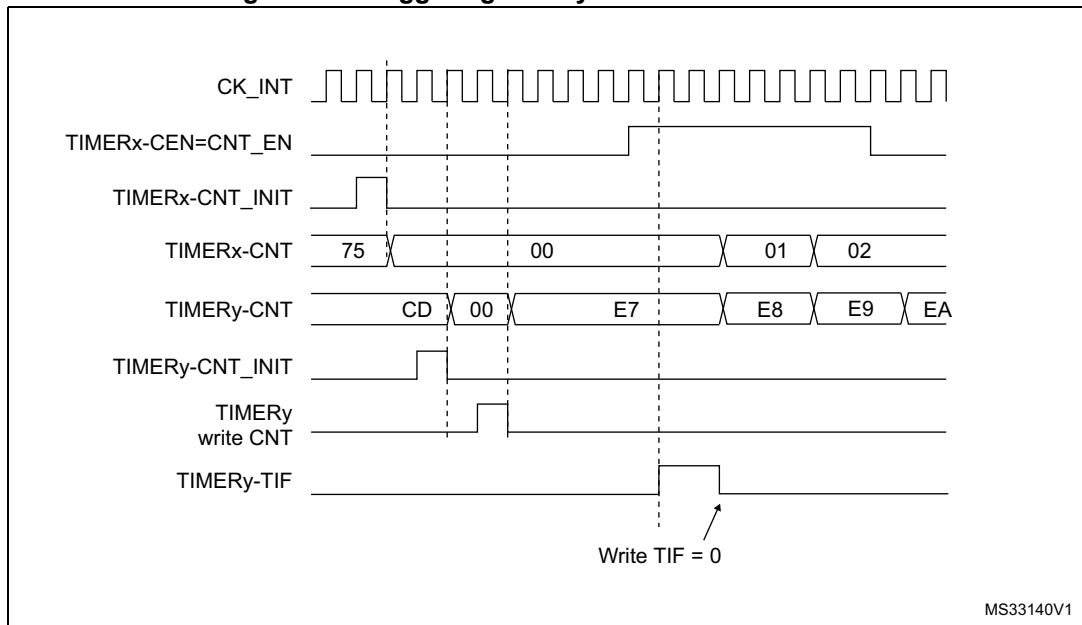 CK_INT
TIMERx-CEN=CNT_EN
TIMERx-CNT_INIT
TIMERx-CNT 75 00 01 02
TIMERy-CNT CD 00 E7 E8 E9 EA
TIMERy-CNT_INIT
TIMERy
write CNT
TIMERy-TIF
Write TIF = 0
MS33140V1